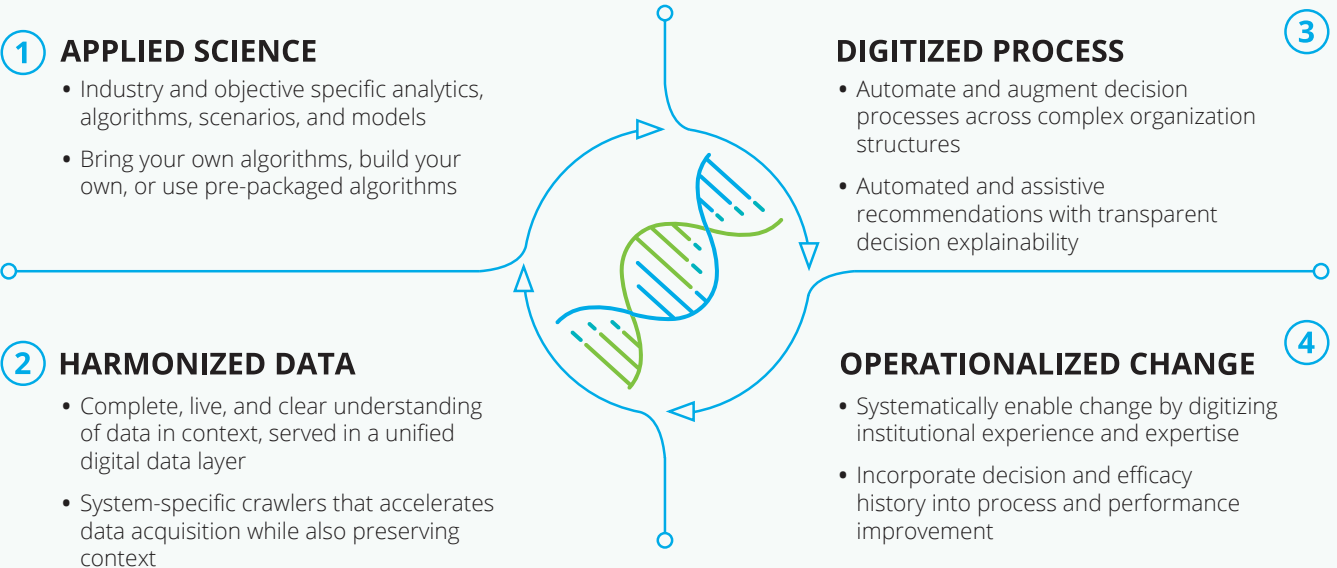 1 APPLIED SCIENCE
• Industry and objective specific analytics,
algorithms, scenarios, and models
• Bring your own algorithms, build your
own, or use pre-packaged algorithms
2 HARMONIZED DATA
• Complete, live, and clear understanding
of data in context, served in a unified
digital data layer
• System-specific crawlers that accelerates
data acquisition while also preserving
context
DIGITIZED PROCESS 3
• Automate and augment decision
processes across complex organization
structures
• Automated and assistive
recommendations with transparent
decision explainability
OPERATIONALIZED CHANGE 4
• Systematically enable change by digitizing
institutional experience and expertise
• Incorporate decision and efficacy
history into process and performance
improvement